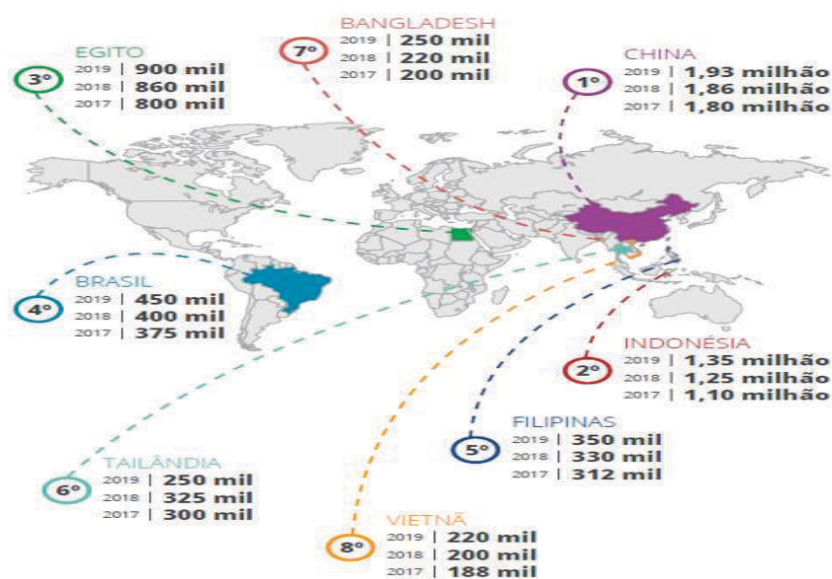 BANGLADESH
7º
2019 | 250 mil
2018 | 220 mil
2017 | 200 mil
EGITO
3º
2019 | 900 mil
2018 | 860 mil
2017 | 800 mil
CHINA
1º
2019 | 1,93 milhão
2018 | 1,86 milhão
2017 | 1,80 milhão
BRASIL
4º
2019 | 450 mil
2018 | 400 mil
2017 | 375 mil
INDONÉSIA
2º
2019 | 1,35 milhão
2018 | 1,25 milhão
2017 | 1,10 milhão
FILIPINAS
5º
2019 | 350 mil
2018 | 330 mil
2017 | 312 mil
TAILÂNDIA
6º
2019 | 250 mil
2018 | 325 mil
2017 | 300 mil
VIETNÃ
8º
2019 | 220 mil
2018 | 200 mil
2017 | 188 mil